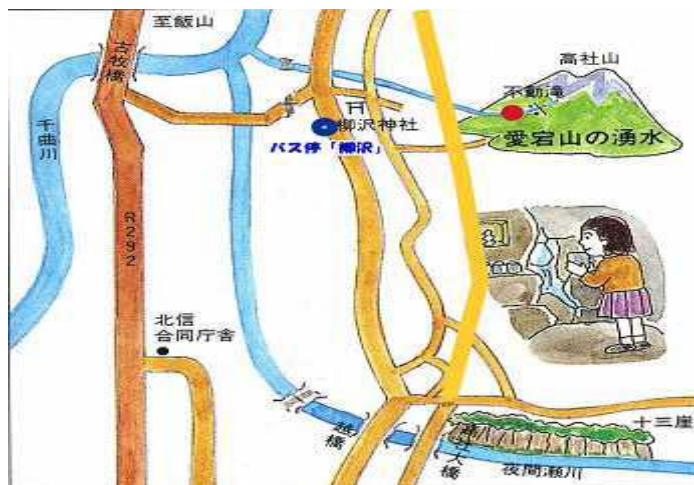 至飯山
古牧橋
千曲川
R292
高社山
不動滝
愛宕山の湧水
柳沢神社
バス停「柳沢」
北信
合同庁舎
十三崖
夜間瀬川